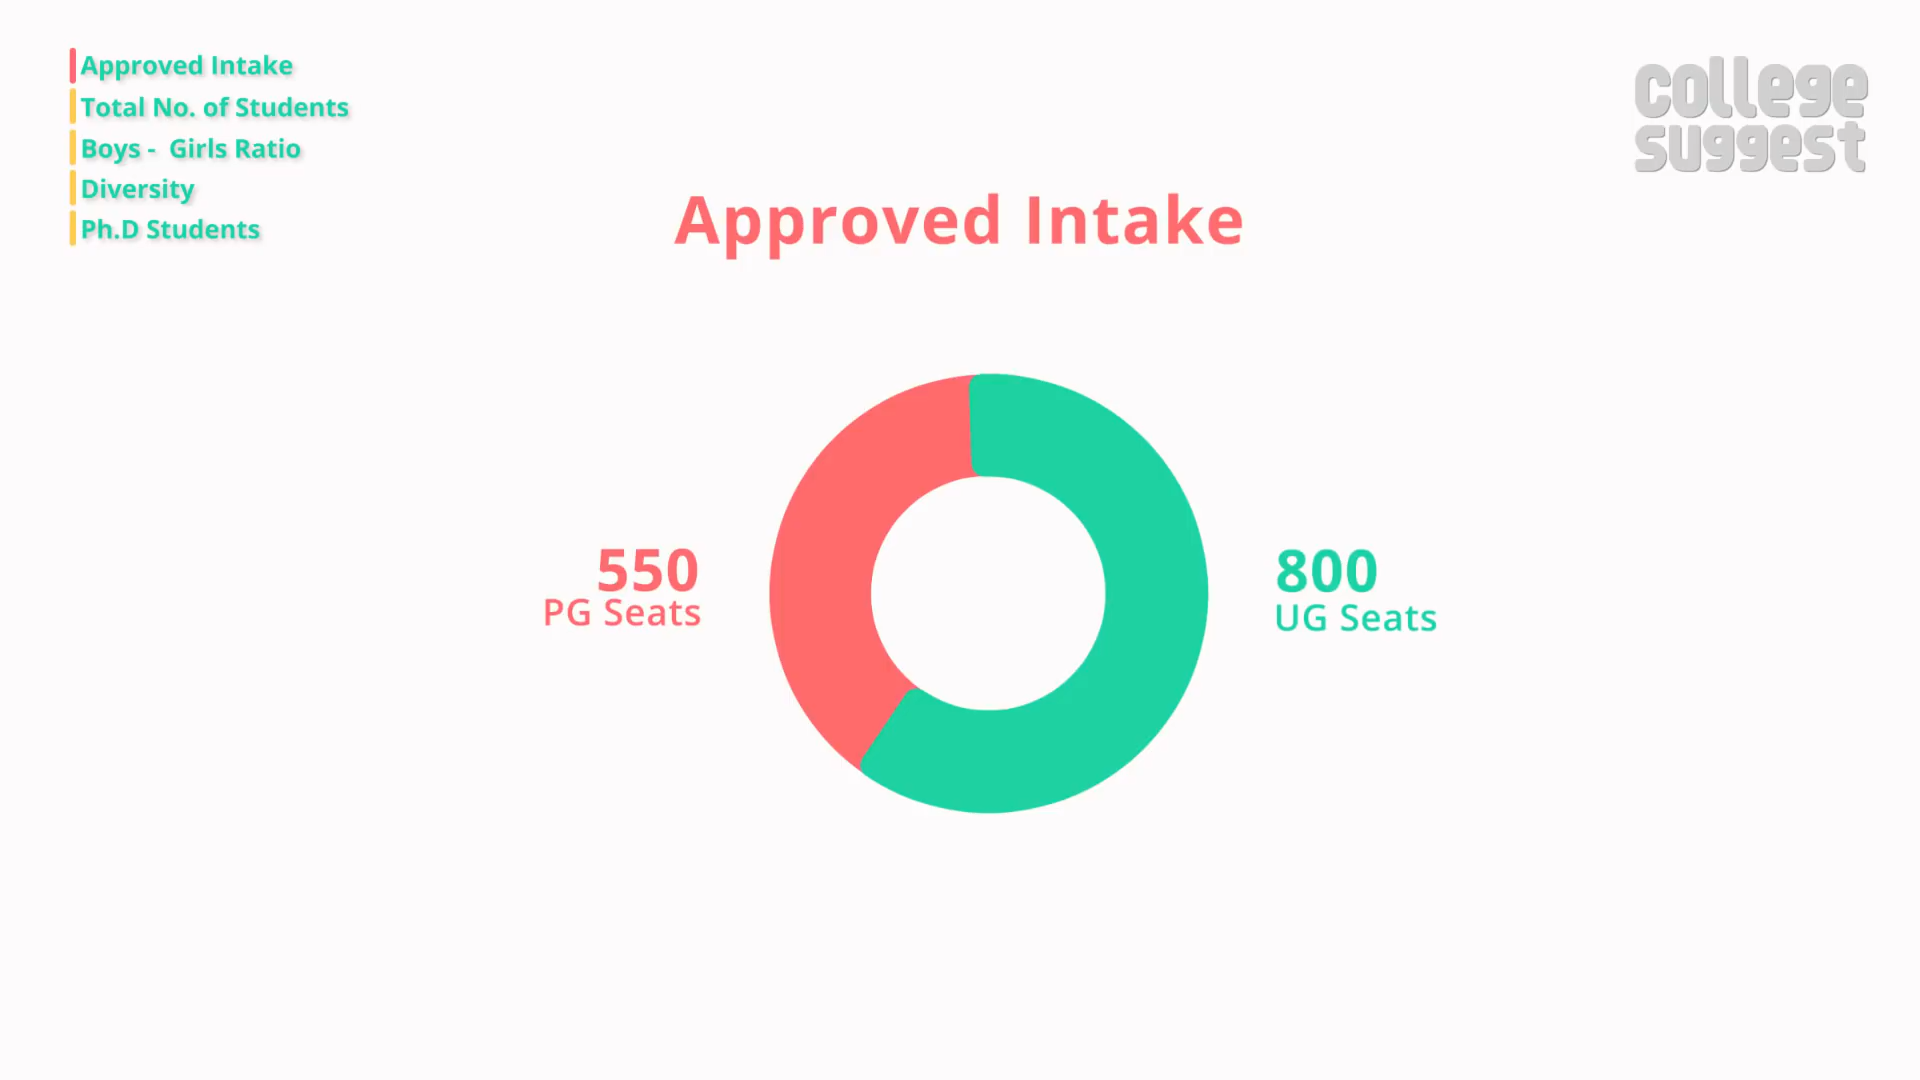 Approved Intake
Total No. of Students
Boys -  Girls Ratio
Diversity
Ph.D Students
college
suggest
Approved Intake
550
PG Seats
800
UG Seats